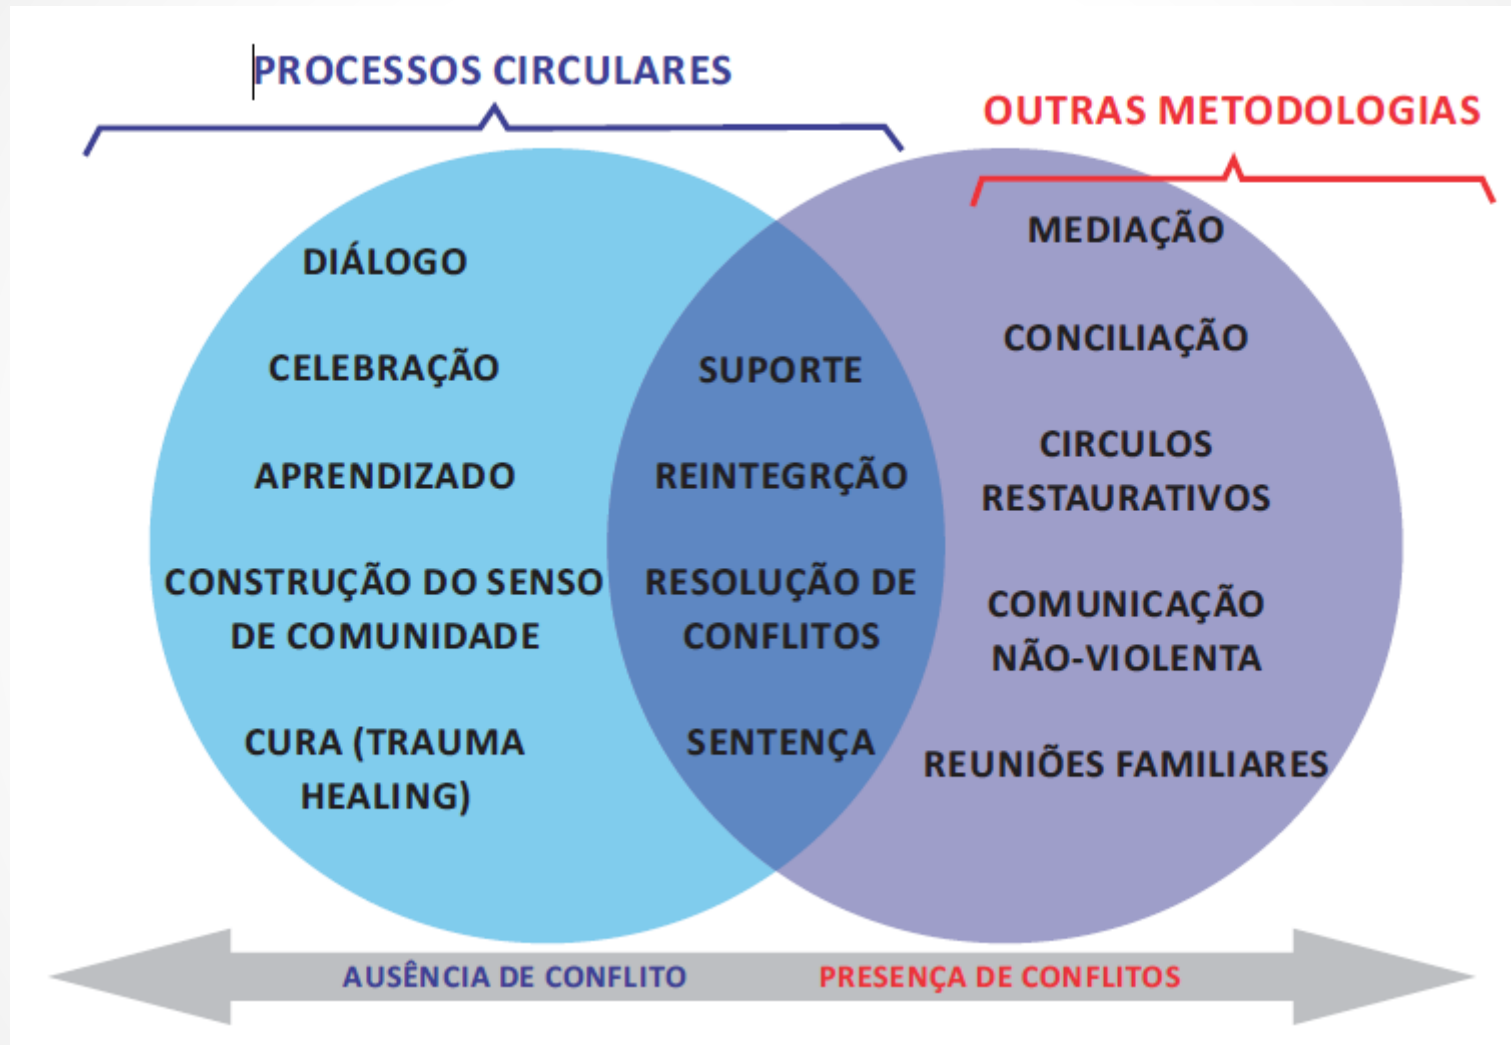 PROCESSOS CIRCULARES
OUTRAS METODOLOGIAS
DIÁLOGO
CELEBRAÇÃO
APRENDIZADO
CONSTRUÇÃO DO SENSO
DE COMUNIDADE
CURA (TRAUMA
HEALING)
SUPORTE
REINTEGRÇÃO
RESOLUÇÃO DE
CONFLITOS
SENTENÇA
MEDIAÇÃO
CONCILIAÇÃO
CIRCULOS
RESTAURATIVOS
COMUNICAÇÃO
NÃO-VIOLENTA
REUNIÕES FAMILIARES
AUSÊNCIA DE CONFLITO
PRESENÇA DE CONFLITOS